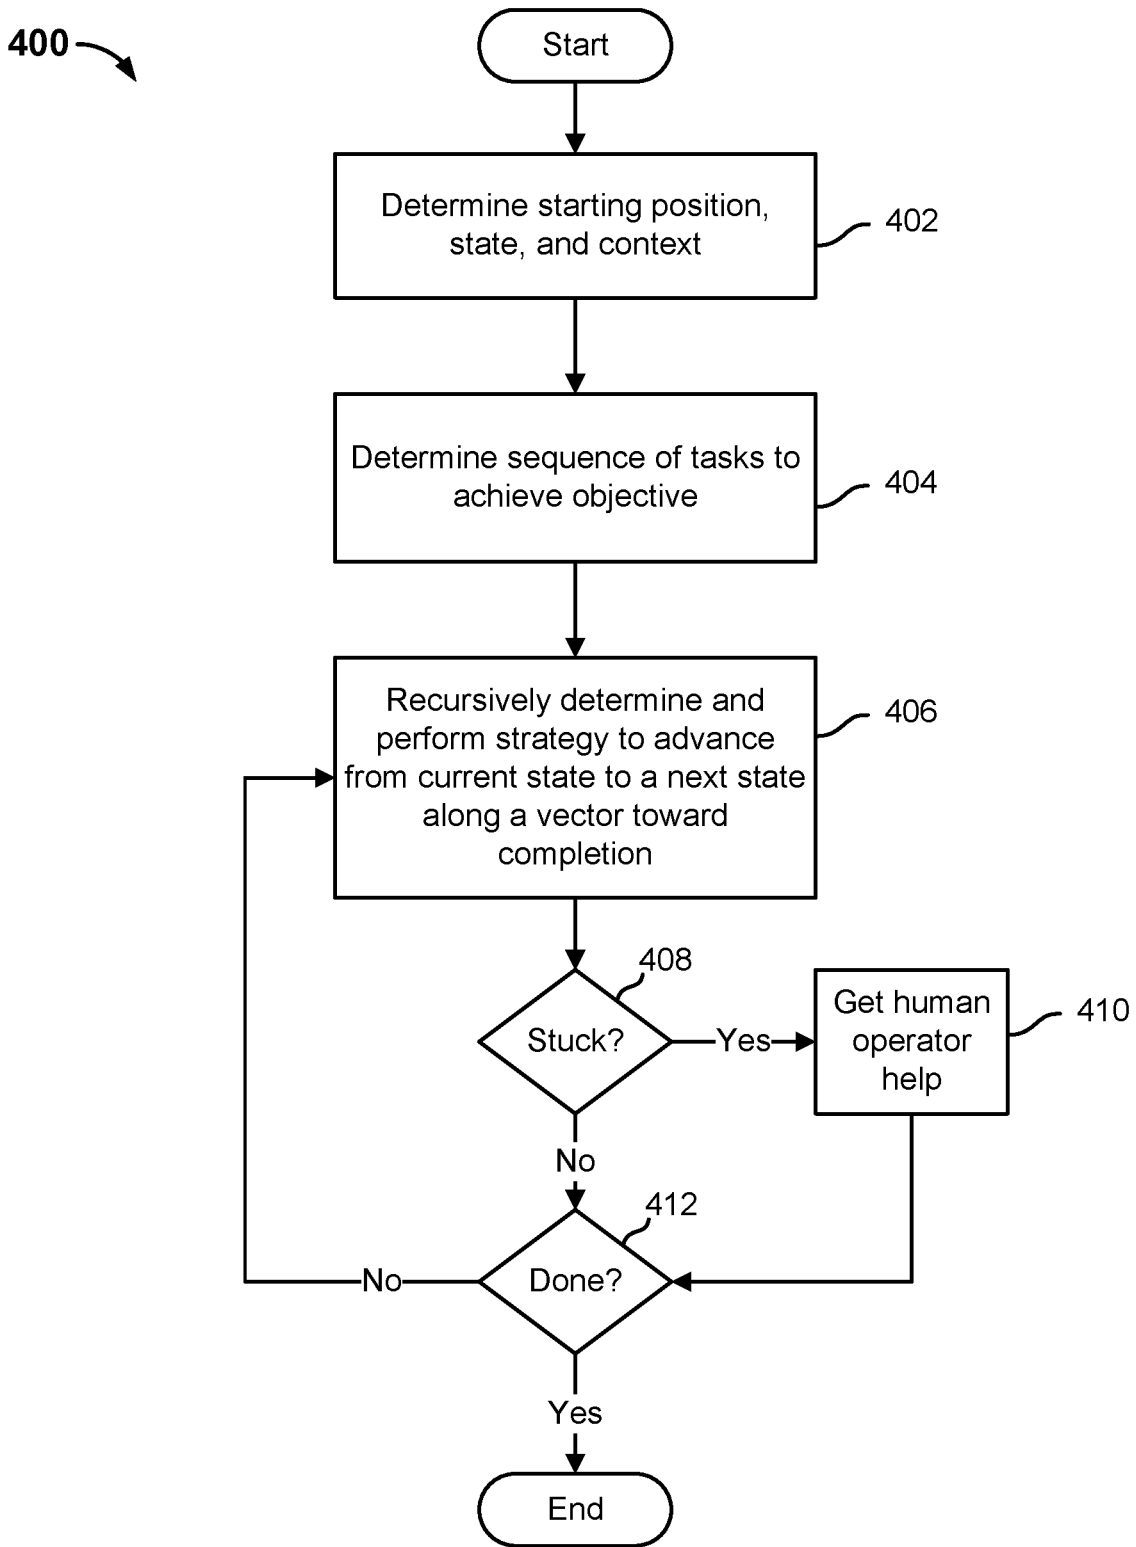 400
Start
Determine starting position,
state, and context
402
Determine sequence of tasks to
achieve objective
404
Recursively determine and
perform strategy to advance
from current state to a next state
along a vector toward
completion
406
408
Stuck?
Yes
Get human
operator
help
410
No
412
Done?
No
Yes
End